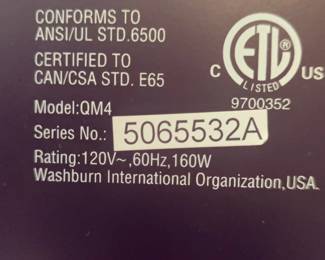 CONFORMS TO
ANSI/UL STD.6500
CERTIFIED TO
CAN/CSA STD. E65
C ETL US
LISTED
9700352
Model:QM4
Series No.: 5065532A
Rating:120V~,60Hz,160W
Washburn International Organization,USA.